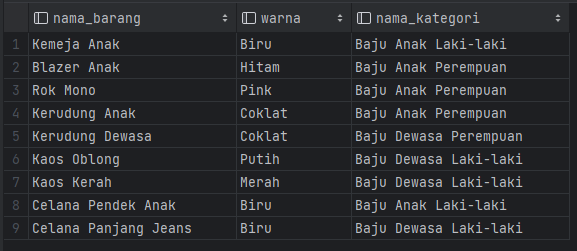 nama_barang warna nama_kategori
1 Kemeja Anak Biru Baju Anak Laki-laki
2 Blazer Anak Hitam Baju Anak Perempuan
3 Rok Mono Pink Baju Anak Perempuan
4 Kerudung Anak Coklat Baju Anak Perempuan
5 Kerudung Dewasa Coklat Baju Dewasa Perempuan
6 Kaos Oblong Putih Baju Dewasa Laki-laki
7 Kaos Kerah Merah Baju Dewasa Laki-laki
8 Celana Pendek Anak Biru Baju Anak Laki-laki
9 Celana Panjang Jeans Biru Baju Dewasa Laki-laki